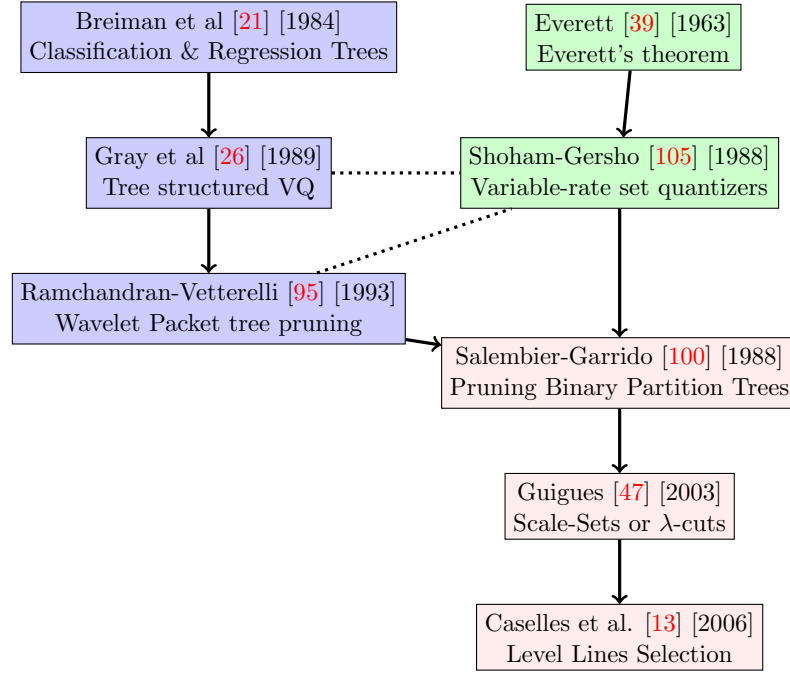 Breiman et al [21] [1984]
Classification & Regression Trees
Everett [39] [1963]
Everett's theorem
Gray et al [26] [1989]
Tree structured VQ
Shoham-Gersho [105] [1988]
Variable-rate set quantizers
Ramchandran-Vetterelli [95] [1993]
Wavelet Packet tree pruning
Salembier-Garrido [100] [1988]
Pruning Binary Partition Trees
Guigues [47] [2003]
Scale-Sets or λ-cuts
Caselles et al. [13] [2006]
Level Lines Selection